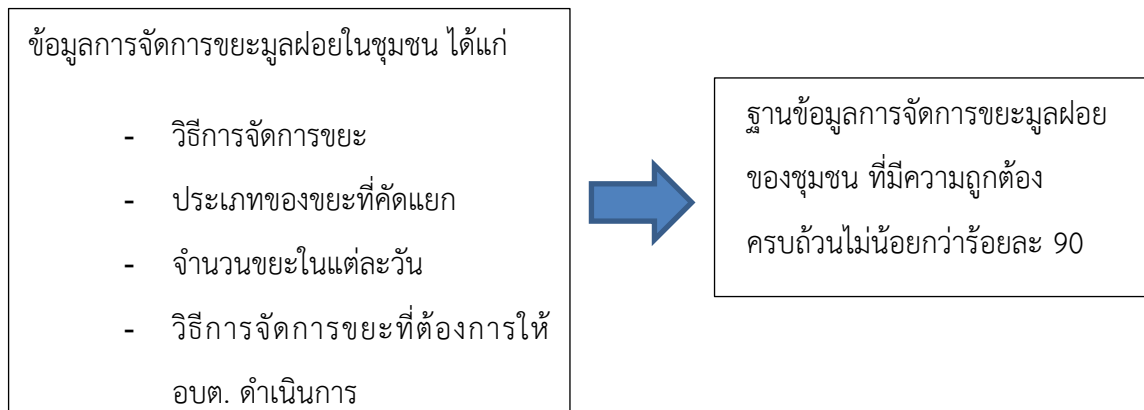 ข้อมูลการจัดการขยะมูลฝอยในชุมชน ได้แก่
- วิธีการจัดการขยะ
- ประเภทของขยะที่คัดแยก
- จำนวนขยะในแต่ละวัน
- วิธีการจัดการขยะที่ต้องการให้
อบต. ดำเนินการ
ฐานข้อมูลการจัดการขยะมูลฝอย
ของชุมชน ที่มีความถูกต้อง
ครบถ้วนไม่น้อยกว่าร้อยละ 90